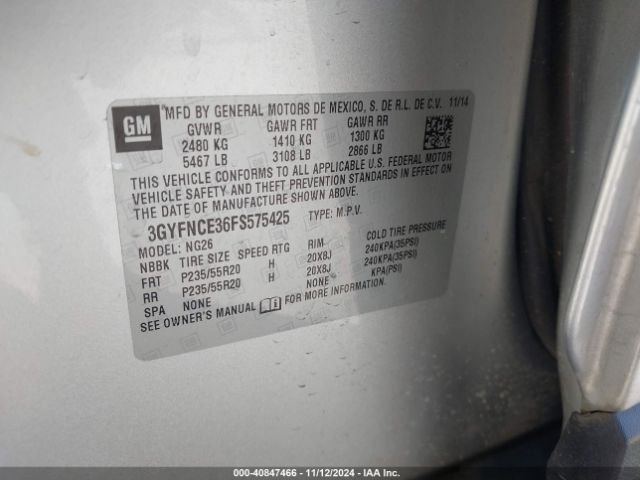 GM
MFD BY GENERAL MOTORS DE MEXICO, S. DE R.L. DE C.V. 11/14
GVWR GAWR FRT GAWR RR
2480 KG 1410 KG 1300 KG
5467 LB 3108 LB 2866 LB
THIS VEHICLE CONFORMS TO ALL APPLICABLE U.S. FEDERAL MOTOR
VEHICLE SAFETY AND THEFT PREVENTION STANDARDS IN EFFECT ON
THE DATE OF MANUFACTURE SHOWN ABOVE.
3GYFNCE36FS575425 TYPE: M.P.V.
MODEL: NG26
NBBK TIRE SIZE SPEED RTG RIM COLD TIRE PRESSURE
FRT P235/55R20 H 20X8J 240KPA(35PSI)
RR P235/55R20 H 20X8J 240KPA(35PSI)
SPA NONE NONE KPA(PSI)
SEE OWNER'S MANUAL FOR MORE INFORMATION.
000-40847466 - 11/12/2024 - IAA Inc.